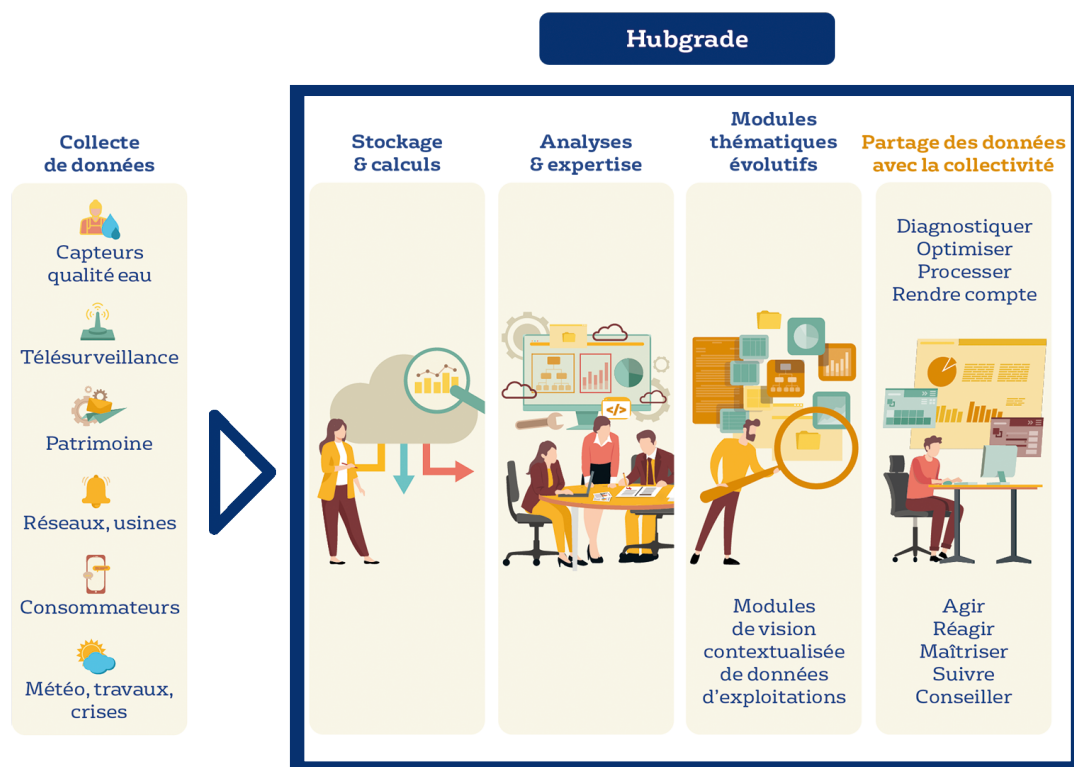 Hubgrade
Collecte
de données
Capteurs
qualité eau
Télésurveillance
Patrimoine
Réseaux, usines
Consommateurs
Météo, travaux,
crises
Stockage
& calculs
Analyses
& expertise
</>
Modules
thématiques
évolutifs
Modules
de vision
contextualisée
de données
d’exploitations
Partage des données
avec la collectivité
Diagnostiquer
Optimiser
Processer
Rendre compte
Agir
Réagir
Maîtriser
Suivre
Conseiller